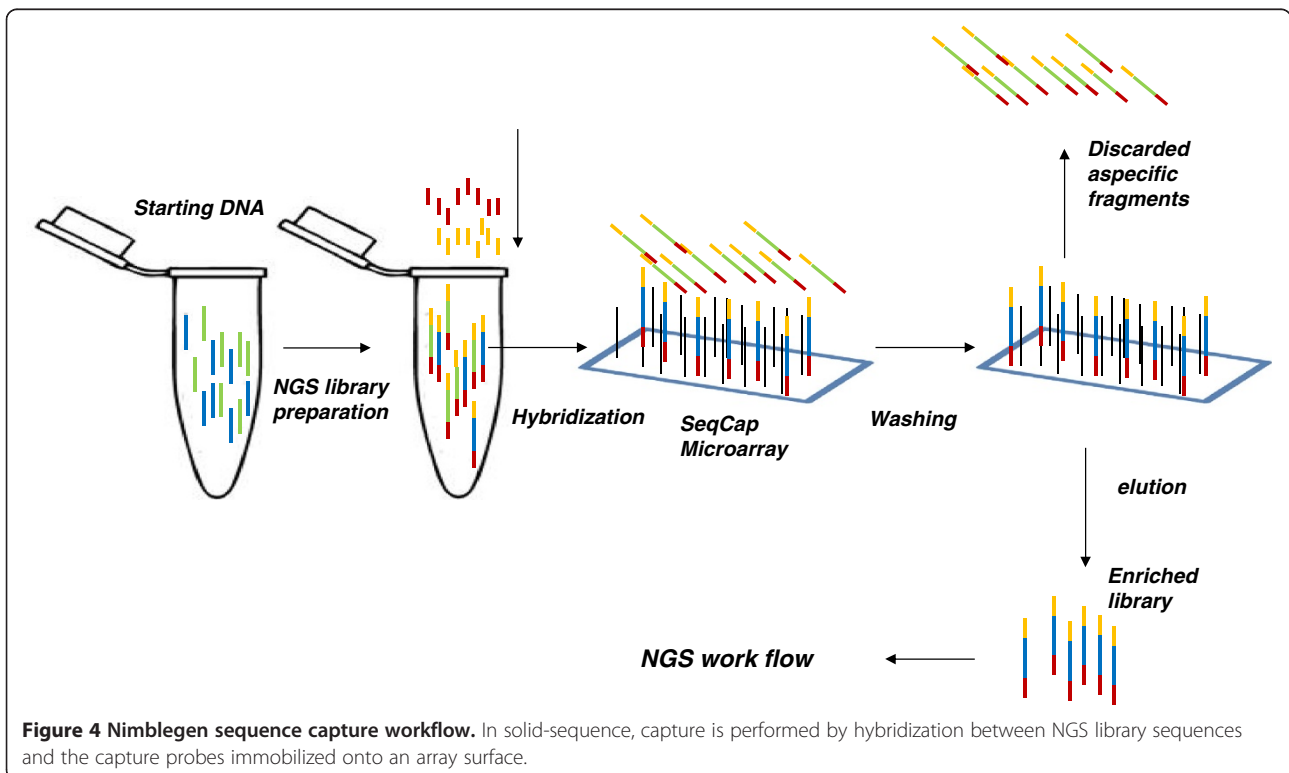 Starting DNA
NGS library
preparation
Hybridization
SeqCap
Microarray
Washing
Discarded
aspecific
fragments
elution
Enriched
library
NGS work flow
Figure 4 Nimblegen sequence capture workflow. In solid-sequence, capture is performed by hybridization between NGS library sequences
and the capture probes immobilized onto an array surface.